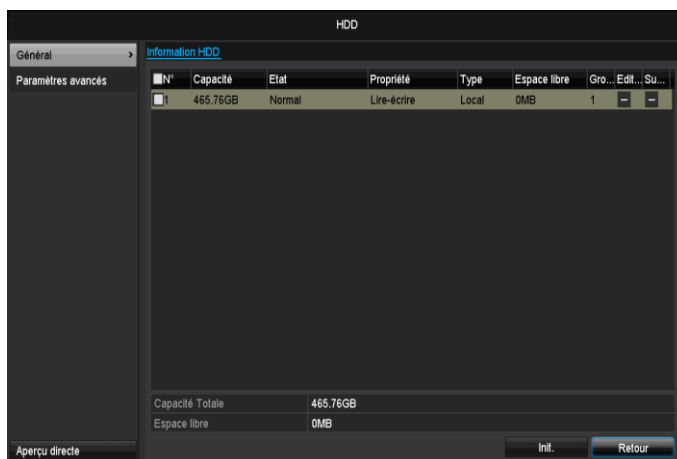 HDD
Général >
Paramètres avancés
Information HDD
N° Capacité Etat Propriété Type Espace libre Gro... Edit... Su...
1 465.76GB Normal Lire-écrire Local 0MB 1 - -
Capacité Totale 465.76GB
Espace libre 0MB
Aperçu directe
Init. Retour